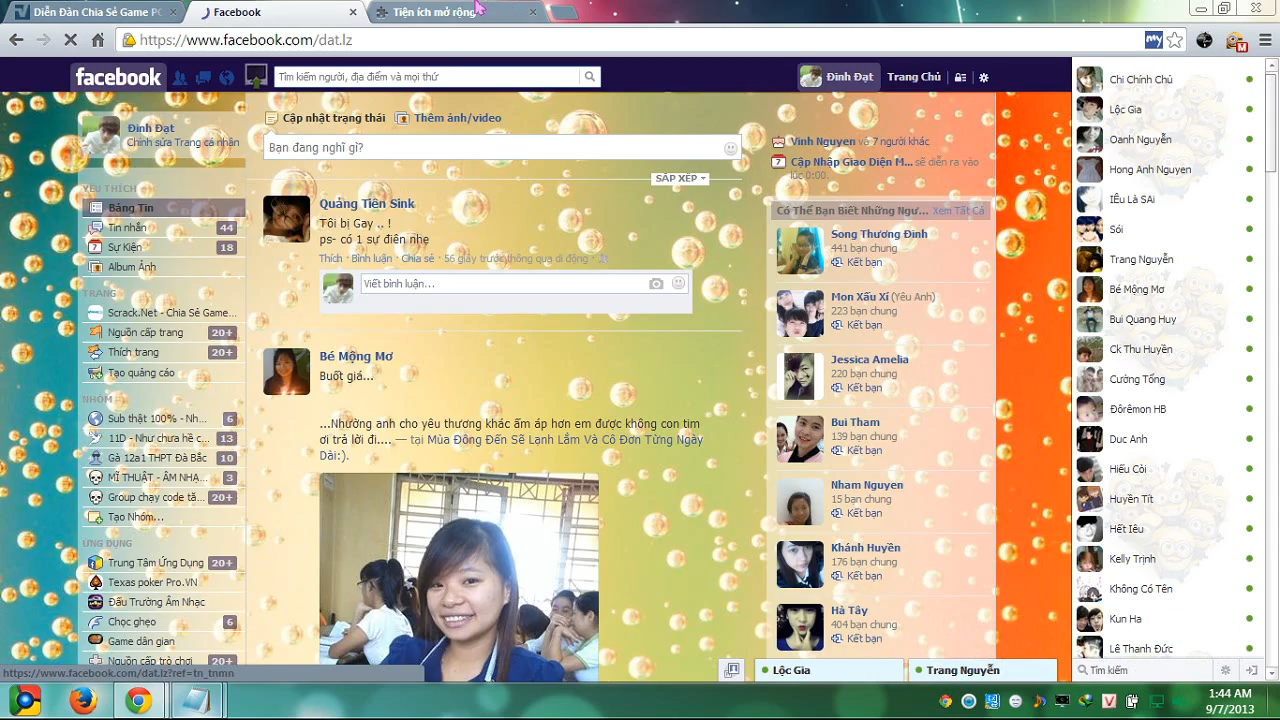 Diễn Đàn Chia Sẻ Game PC
Facebook
Tiện ích mở rộng
https://www.facebook.com/dat.lz
facebook
Tìm kiếm người, địa điểm và mọi thứ
Đinh Đạt
Trang Chủ
Đinh Đạt
Chỉnh sửa Trang cá nhân
YÊU THÍCH
Bảng Tin
Tin nhắn 44
Sự Kiện 18
Album Ảnh
TRANG
Scrack.Net - Chia Sẻ Game...
Nguồn cấp trang 20+
Thích trang 20+
Tạo quảng cáo
NHÓM
Sub thật 100% - Nh... 6
11D - Như chưa hề c... 13
Gà 12a1 THPT Đà Bắc 10
MĨ THUẬT - ÂM NHẠ... 3
Group chạy code tă... 20+
Tạo Nhóm...
ỨNG DỤNG
Trung Tâm Ứng Dụng 20+
Texas poker Pro.VN
Đấu Trường Âm Nhạc
Chọc ghẹo 6
Game dân gian
Nguồn cấp trò chơi 20+
https://www.facebook.com/dat.lz?ref=tn_tnmn
Cập nhật trạng thái
Thêm ảnh/video
Bạn đang nghĩ gì?
SẮP XẾP
Quảng Tiên Sink
Tôi bị Gay .. !
ps- có 1 sự điên nhẹ
Thích · Bình luận · Chia sẻ · 56 giây trước thông qua di động ·
Viết bình luận...
Bé Mộng Mơ
Buốt giá...
...Nhường anh cho yêu thương khác ấm áp hơn em được không con tim
ơi trả lời đi.... — tại Mùa Đông Đến Sẽ Lạnh Lắm Và Cô Đơn Từng Ngày
Dài:).
Vinh Nguyen và 7 người khác
7 Cập Nhập Giao Diện M... sẽ diễn ra vào
lúc 0:00.
Có Thể Bạn Biết Những Ngư... Xem Tất Cả
Song Thương Đinh
441 bạn chung
Kết bạn
Mon Xấu Xí (Yêu Anh)
223 bạn chung
Kết bạn
Jessica Amelia
220 bạn chung
Kết bạn
Bui Tham
139 bạn chung
Kết bạn
Nham Nguyen
15 bạn chung
Kết bạn
Khánh Huyền
176 bạn chung
Kết bạn
Hà Tây
404 bạn chung
Kết bạn
Lộc Gia
Trang Nguyễn
Chi Chính Chủ
Lộc Gia
Oanh Nguyễn
Hong Anh Nguyen
IÊu Là SAi
Sói
Trang Nguyễn
Bé Mộng Mơ
Bui Quang Huy
Ck Thu Huyền
Cường Tổng
Đôrêmon HB
Dục Anh
Hiếu Còi
Huyền Tít
Hết Iêu
Kelly Trịnh
Không Có Tên
Kun Ha
Lê Thanh Đức
Tìm kiếm
1:44 AM
9/7/2013